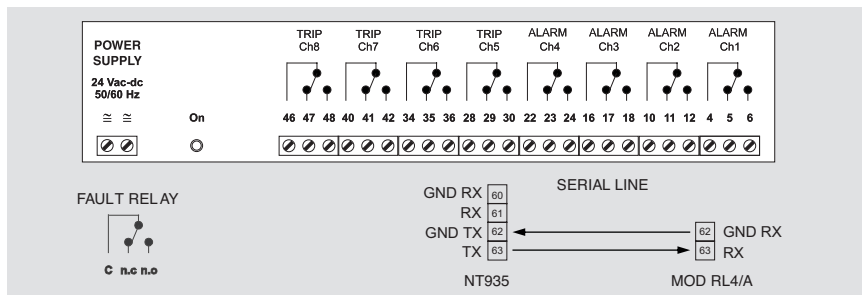 POWER
SUPPLY
24 Vac-dc
50/60 Hz
≅ ≅
On
TRIP TRIP TRIP TRIP ALARM ALARM ALARM ALARM
Ch8 Ch7 Ch6 Ch5 Ch4 Ch3 Ch2 Ch1
46 47 48 40 41 42 34 35 36 28 29 30 22 23 24 16 17 18 10 11 12 4 5 6
FAULT RELAY
C n.c n.o
SERIAL LINE
GND RX 60
RX 61
GND TX 62
TX 63
NT935
62 GND RX
63 RX
MOD RL4/A